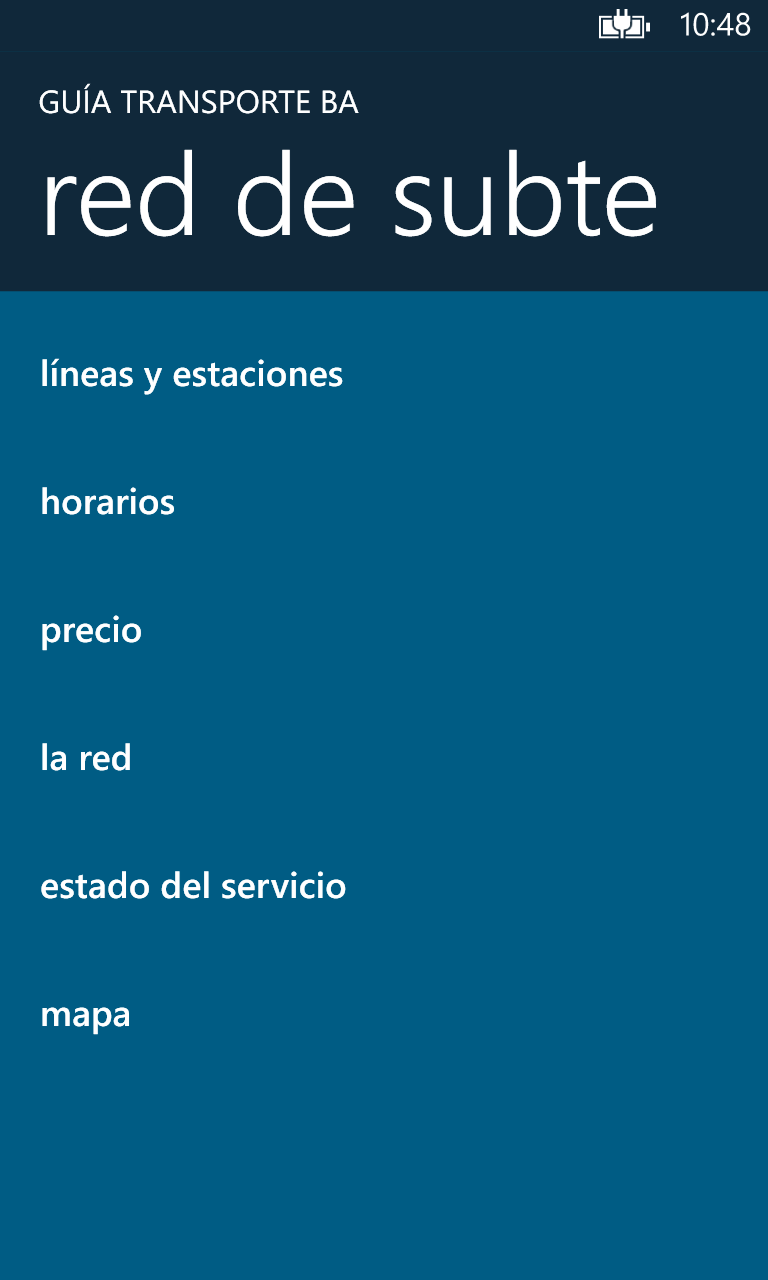 10:48
GUÍA TRANSPORTE BA
red de subte
líneas y estaciones
horarios
precio
la red
estado del servicio
mapa